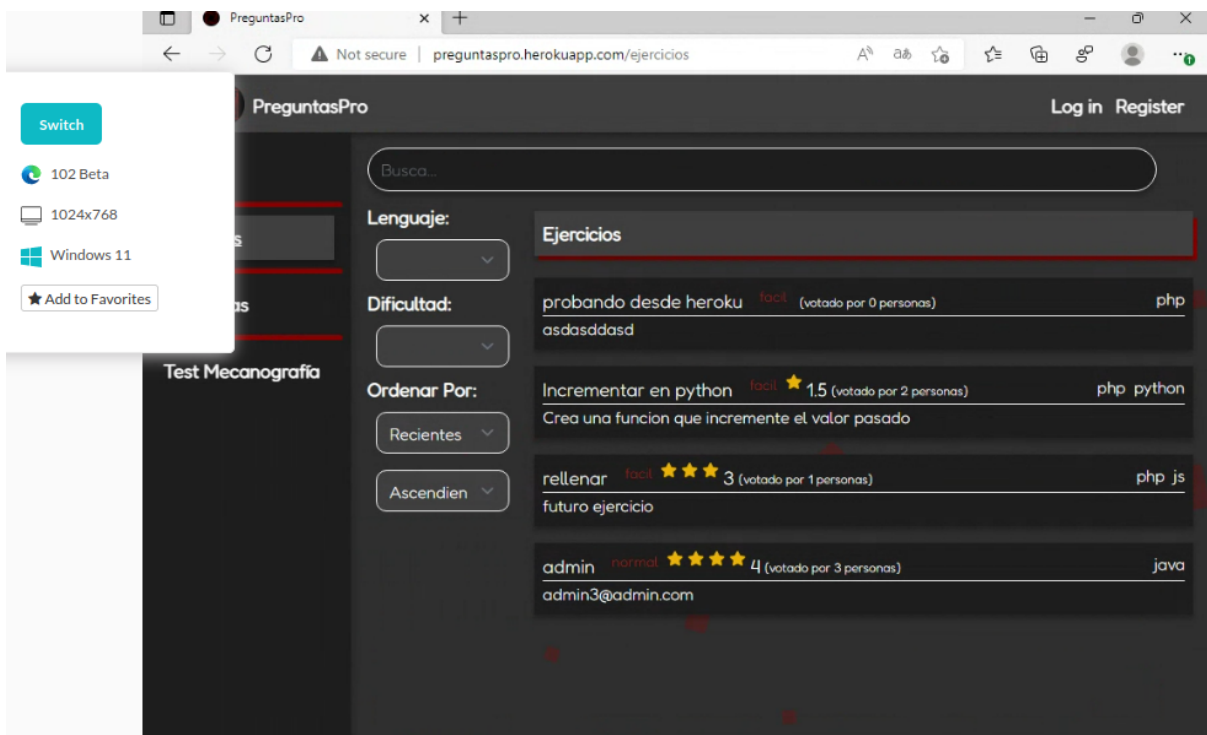 PreguntasPro
Not secure | preguntaspro.herokuapp.com/ejercicios
PreguntasPro
Log in Register
Switch
102 Beta
1024x768
Windows 11
Add to Favorites
s
as
Test Mecanografía
Busca...
Lenguaje:
Dificultad:
Ordenar Por:
Recientes
Ascendien
Ejercicios
probando desde heroku facil (votado por 0 personas) php
asdasddasd
Incrementar en python facil 1.5 (votado por 2 personas) php python
Crea una funcion que incremente el valor pasado
rellenar facil 3 (votado por 1 personas) php js
futuro ejercicio
admin normal 4 (votado por 3 personas) java
admin3@admin.com